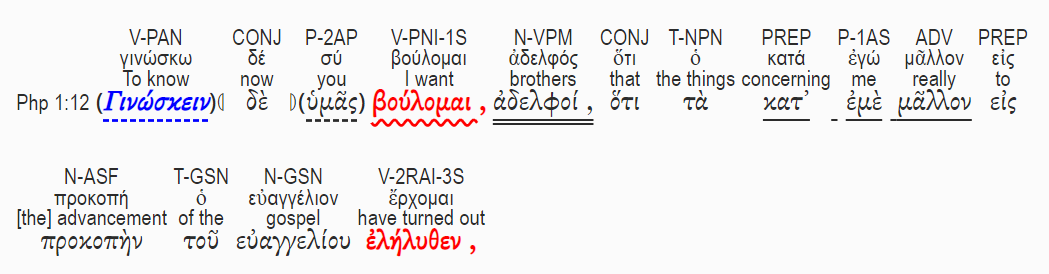 V-PAN CONJ P-2AP V-PNI-1S N-VPM CONJ T-NPN PREP P-1AS ADV PREP
γινώσκω δέ σύ βούλομαι ἀδελφός ὅτι ὁ κατά ἐγώ μᾶλλον εἰς
To know now you I want brothers that the things concerning me really to
Php 1:12 (Γινώσκειν) δὲ (ὑμᾶς) βούλομαι , ἀδελφοί , ὅτι τὰ κατ’ ἐμὲ μᾶλλον εἰς
N-ASF T-GSN N-GSN V-2RAI-3S
προκοπή ὁ εὐαγγέλιον ἔρχομαι
[the] advancement of the gospel have turned out
προκοπὴν τοῦ εὐαγγελίου ἐλήλυθεν ,